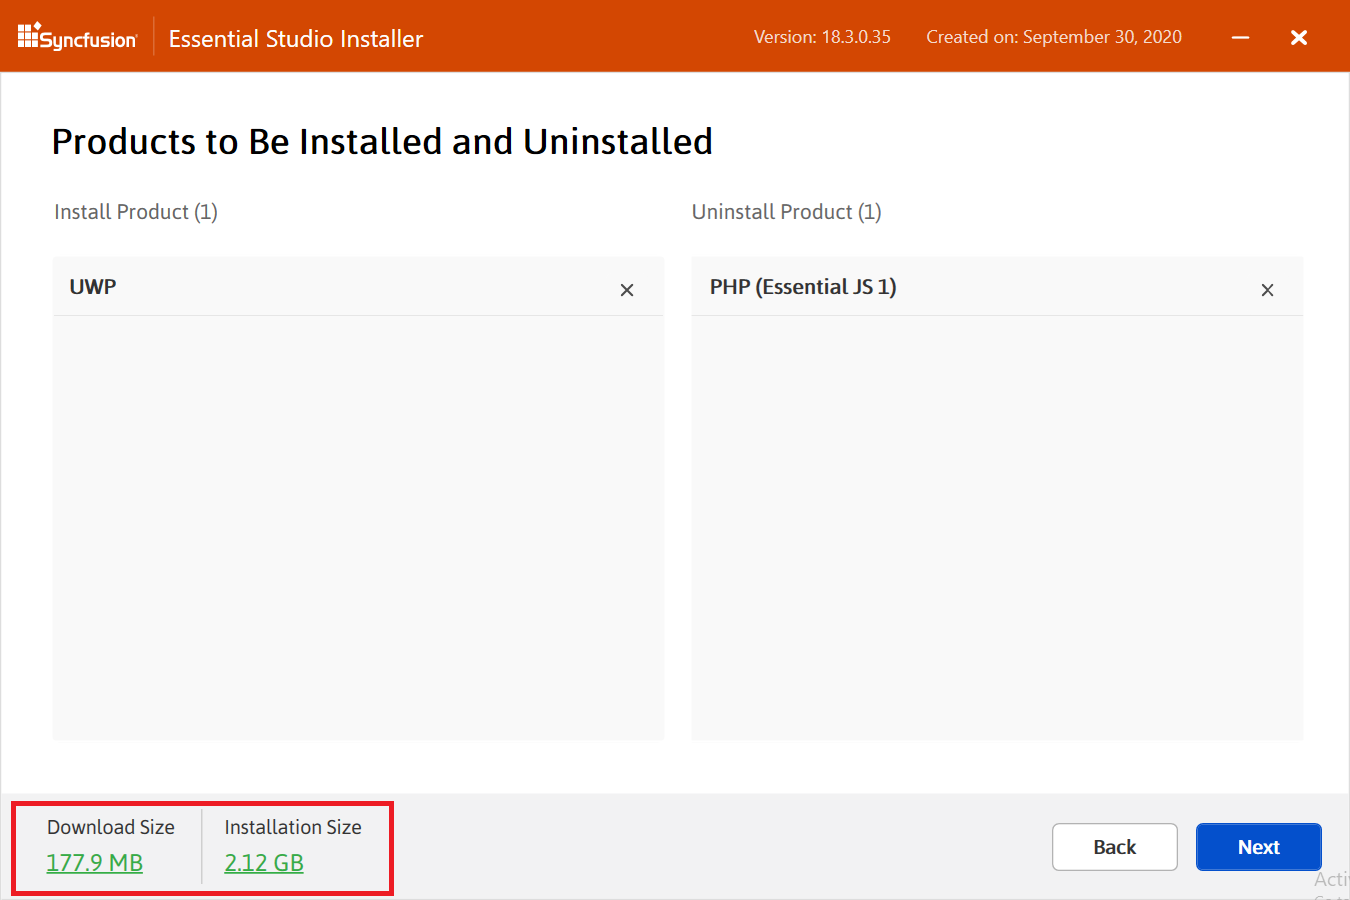 Syncfusion
Essential Studio Installer
Version: 18.3.0.35
Created on: September 30, 2020
Products to Be Installed and Uninstalled
Install Product (1)
Uninstall Product (1)
UWP
PHP (Essential JS 1)
Download Size
Installation Size
177.9 MB
2.12 GB
Back
Next
Acti